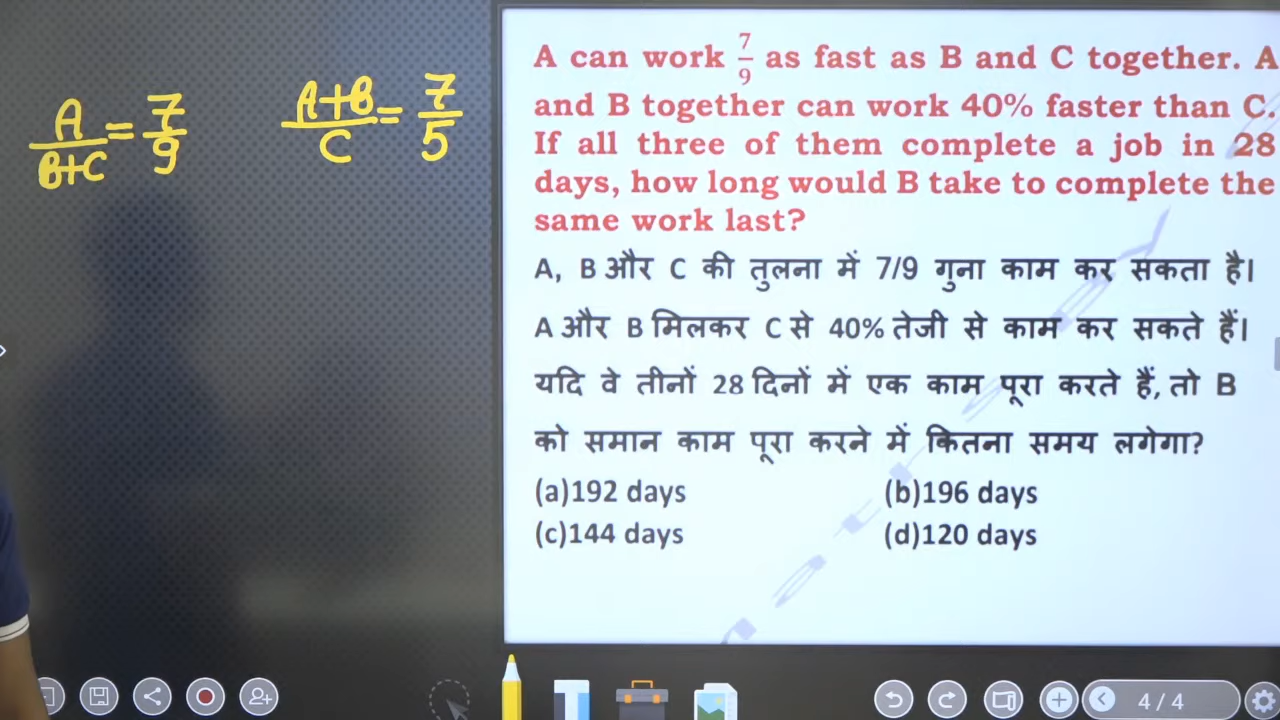 A/B+C = 7/9
A+B/C = 7/5
A can work 7/9 as fast as B and C together. A
and B together can work 40% faster than C.
If all three of them complete a job in 28
days, how long would B take to complete the
same work last?
A, B और C की तुलना में 7/9 गुना काम कर सकता है।
A और B मिलकर C से 40% तेजी से काम कर सकते हैं।
यदि वे तीनों 28 दिनों में एक काम पूरा करते हैं, तो B
को समान काम पूरा करने में कितना समय लगेगा?
(a)192 days (b)196 days
(c)144 days (d)120 days
4 / 4